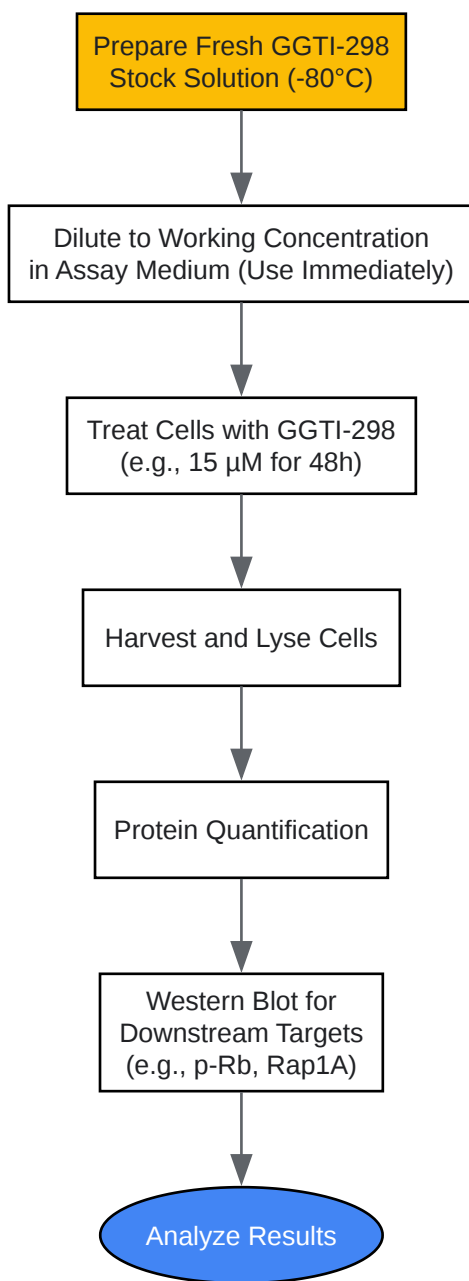 Prepare Fresh GGTI-298
Stock Solution (-80°C)
Dilute to Working Concentration
in Assay Medium (Use Immediately)
Treat Cells with GGTI-298
(e.g., 15 µM for 48h)
Harvest and Lyse Cells
Protein Quantification
Western Blot for
Downstream Targets
(e.g., p-Rb, Rap1A)
Analyze Results